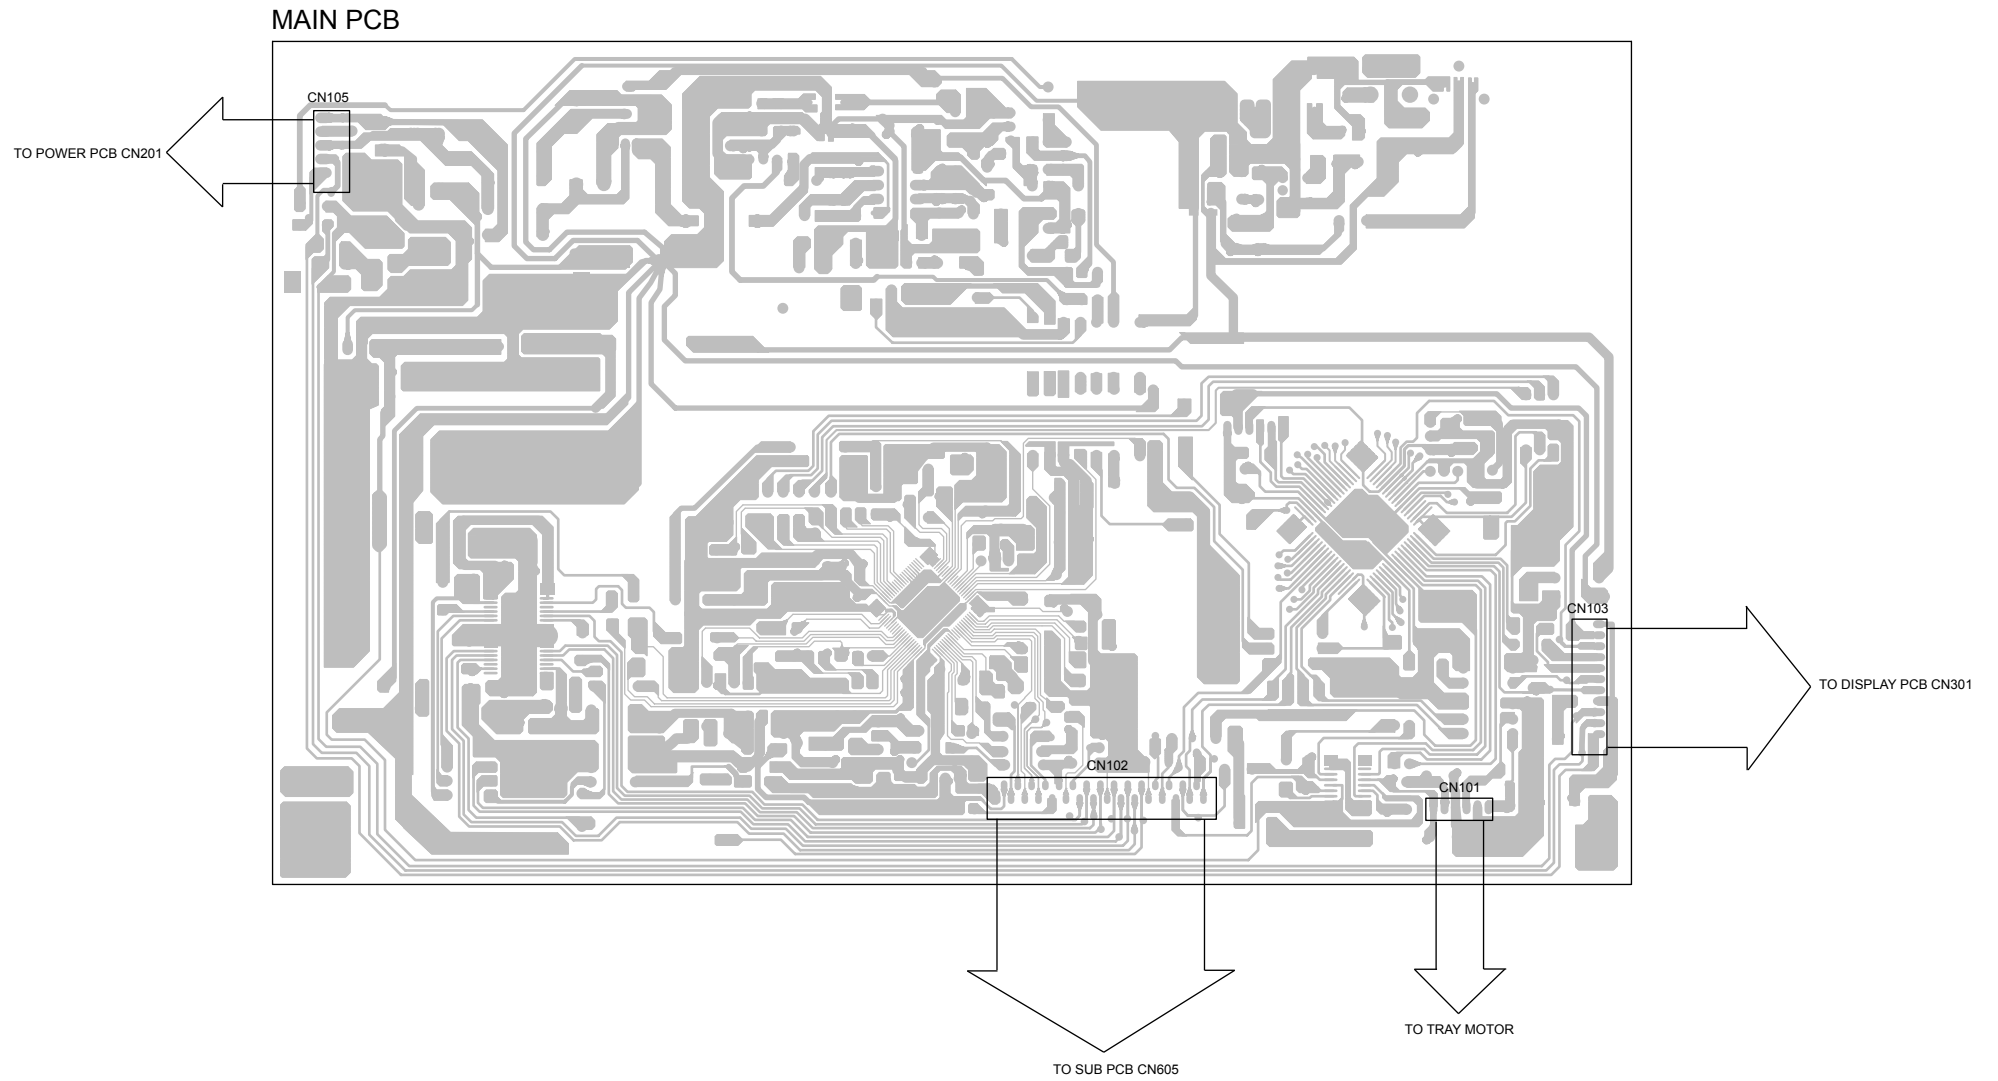 MAIN PCB
CN105
TO POWER PCB CN201
CN103
TO DISPLAY PCB CN301
CN102
CN101
TO TRAY MOTOR
TO SUB PCB CN605